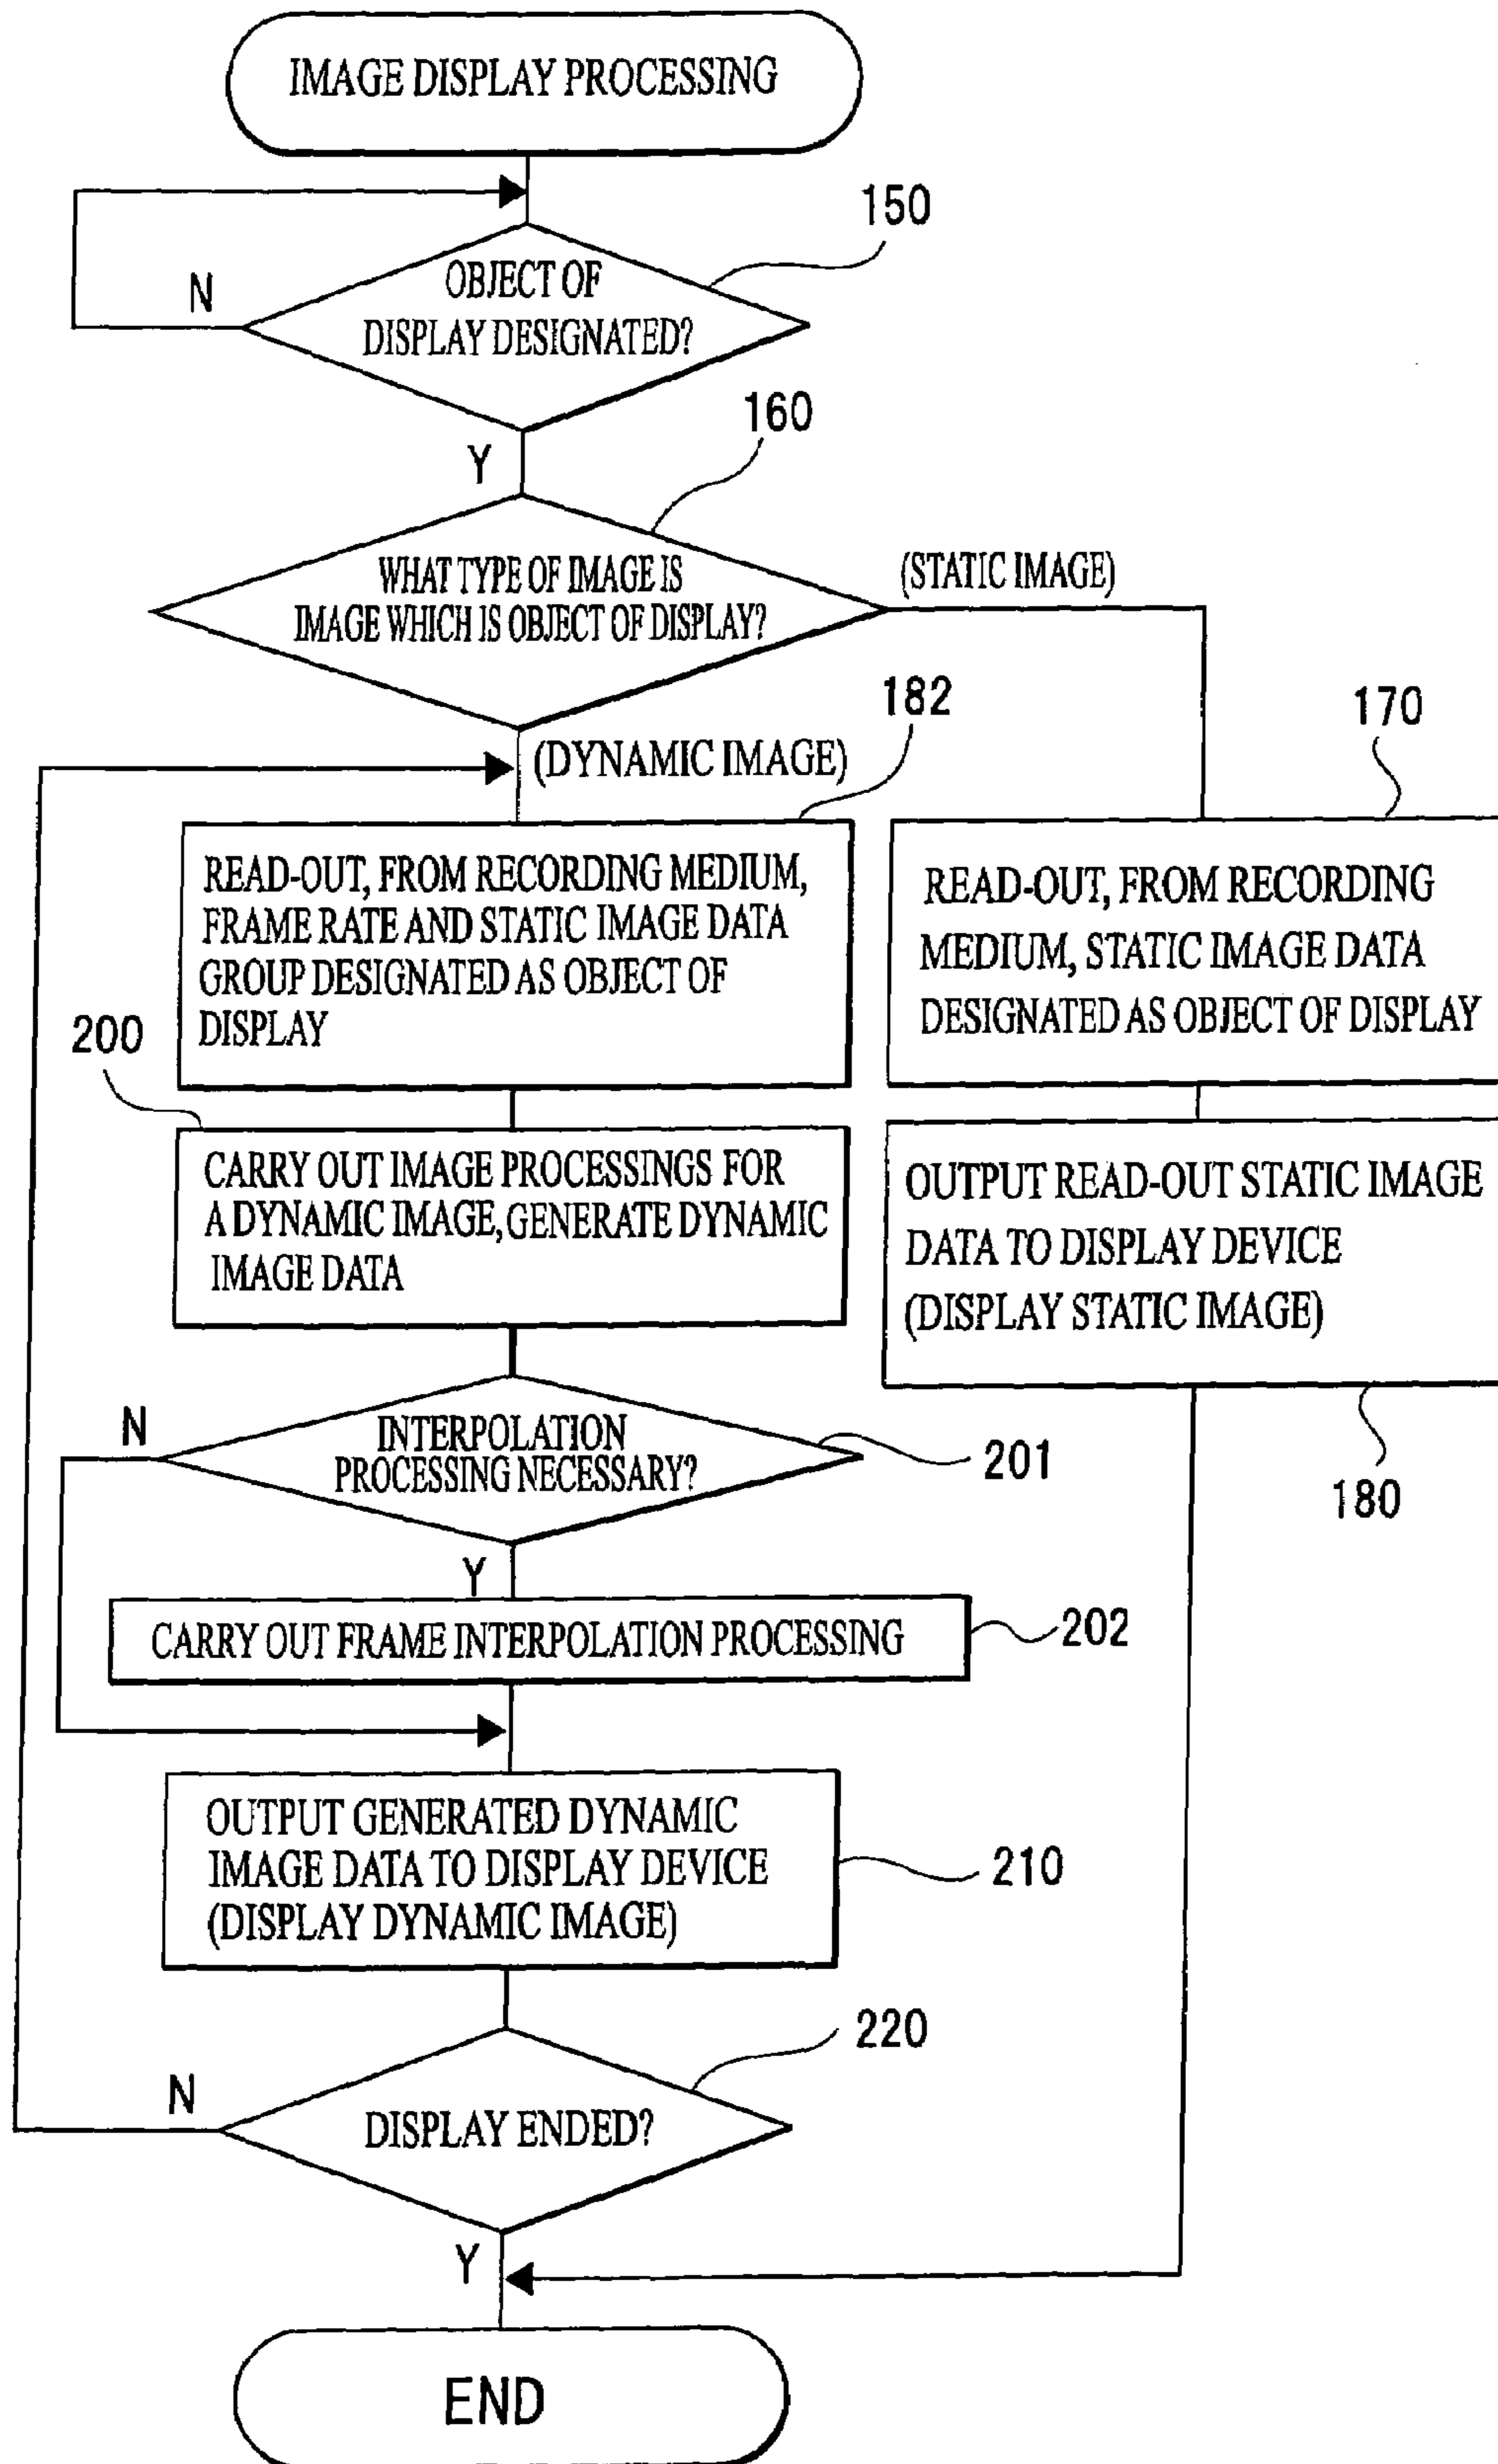 IMAGE DISPLAY PROCESSING
150
N
OBJECT OF
DISPLAY DESIGNATED?
160
Y
WHAT TYPE OF IMAGE IS
IMAGE WHICH IS OBJECT OF DISPLAY?
(STATIC IMAGE)
182
170
(DYNAMIC IMAGE)
READ-OUT, FROM RECORDING MEDIUM,
FRAME RATE AND STATIC IMAGE DATA
GROUP DESIGNATED AS OBJECT OF
DISPLAY
READ-OUT, FROM RECORDING
MEDIUM, STATIC IMAGE DATA
DESIGNATED AS OBJECT OF DISPLAY
200
CARRY OUT IMAGE PROCESSINGS FOR
A DYNAMIC IMAGE, GENERATE DYNAMIC
IMAGE DATA
OUTPUT READ-OUT STATIC IMAGE
DATA TO DISPLAY DEVICE
(DISPLAY STATIC IMAGE)
N
INTERPOLATION
PROCESSING NECESSARY?
201
180
Y
CARRY OUT FRAME INTERPOLATION PROCESSING
202
OUTPUT GENERATED DYNAMIC
IMAGE DATA TO DISPLAY DEVICE
(DISPLAY DYNAMIC IMAGE)
210
220
N
DISPLAY ENDED?
Y
END